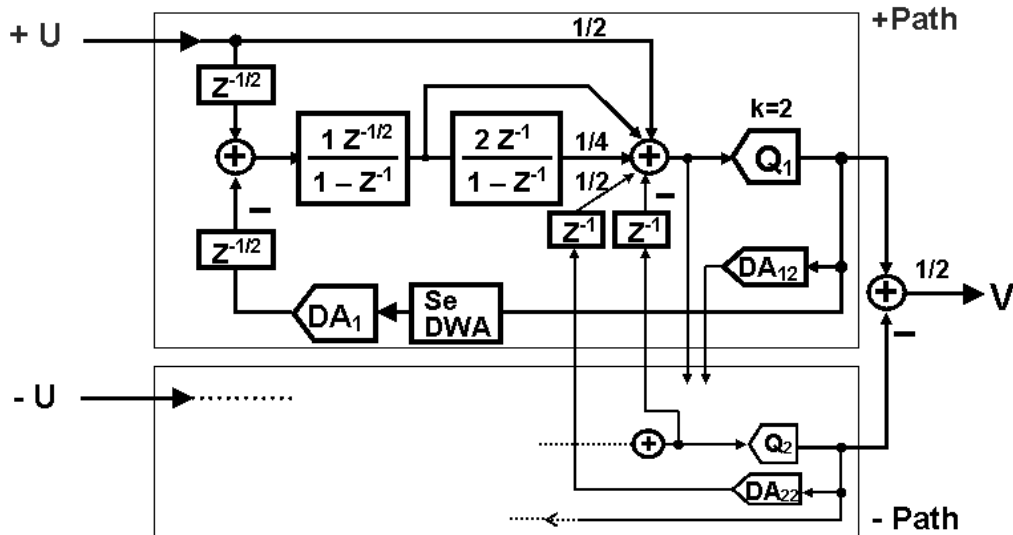 + U
1/2
+Path
Z⁻¹/²
k=2
1 Z⁻¹/²
1 – Z⁻¹
2 Z⁻¹
1 – Z⁻¹
1/4
+
+
Q₁
1/2
–
–
Z⁻¹
Z⁻¹
Z⁻¹/²
DA₁₂
1/2
+
V
DA₁
Se
DWA
–
- U
+
Q₂
DA₂₂
- Path